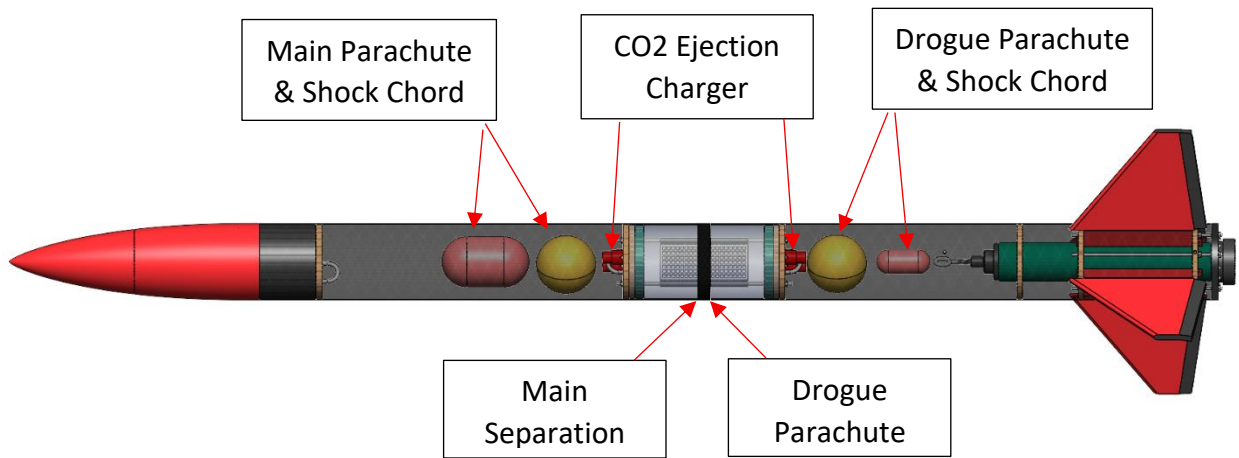 Main Parachute
& Shock Chord
CO2 Ejection
Charger
Drogue Parachute
& Shock Chord
Main
Separation
Drogue
Parachute